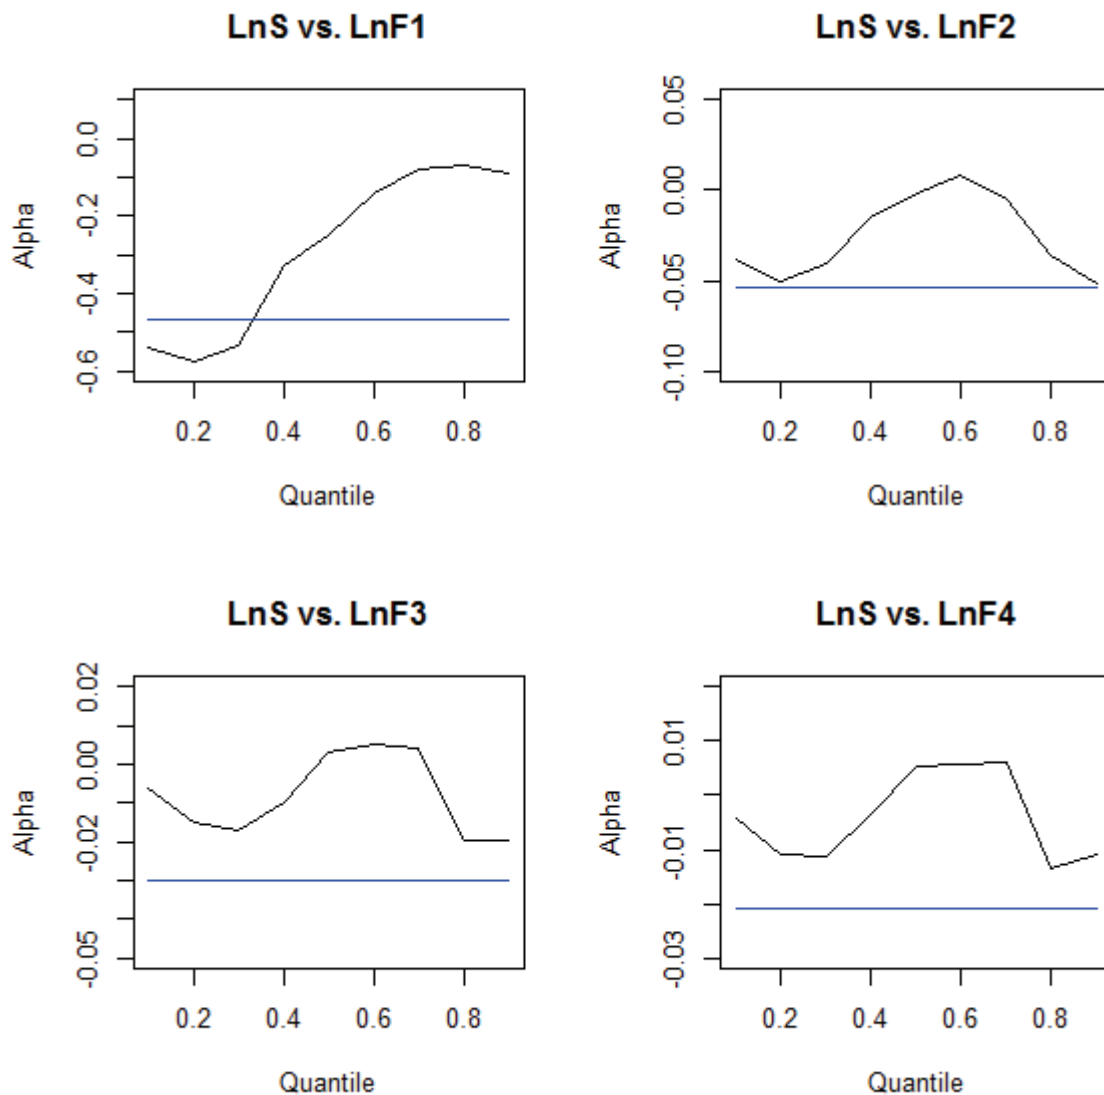 LnS vs. LnF1
Alpha
0.0
-0.2
-0.4
-0.6
0.2 0.4 0.6 0.8
Quantile
LnS vs. LnF2
Alpha
0.05
0.00
-0.05
-0.10
0.2 0.4 0.6 0.8
Quantile
LnS vs. LnF3
Alpha
0.02
0.00
-0.02
-0.05
0.2 0.4 0.6 0.8
Quantile
LnS vs. LnF4
Alpha
0.01
-0.01
-0.03
0.2 0.4 0.6 0.8
Quantile